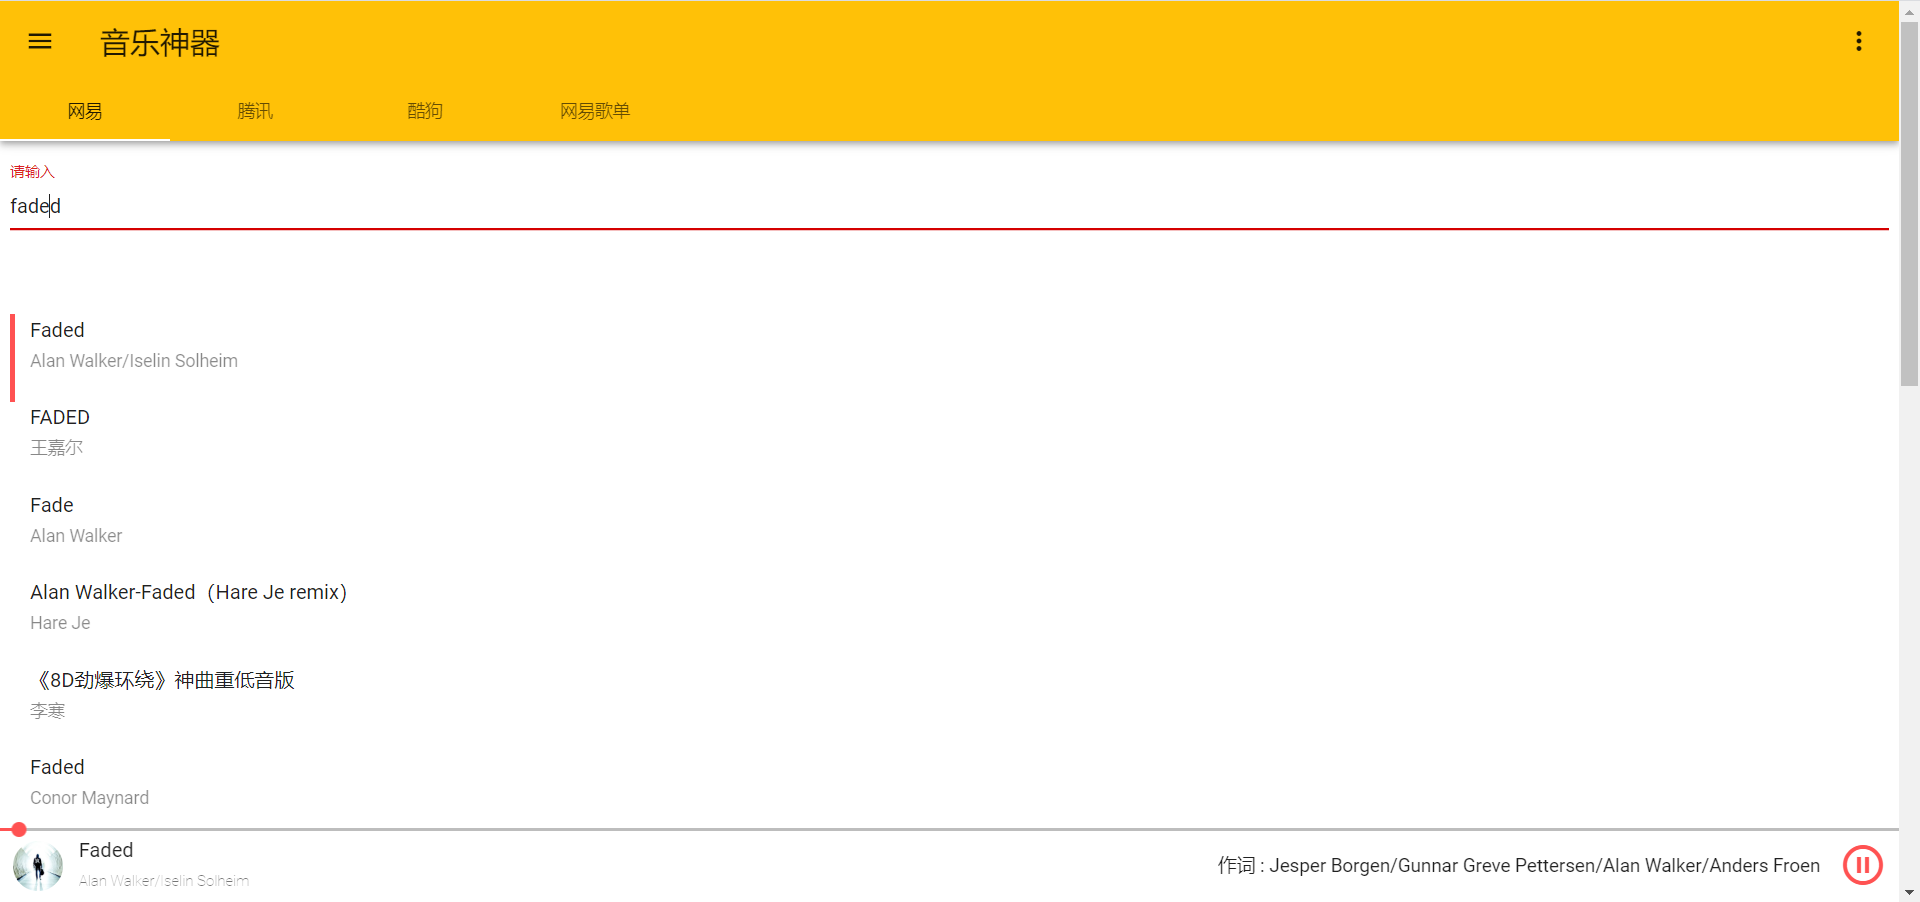 音乐神器
网易 腾讯 酷狗 网易歌单
请输入
faded
Faded
Alan Walker/Iselin Solheim
FADED
王嘉尔
Fade
Alan Walker
Alan Walker-Faded（Hare Je remix）
Hare Je
《8D劲爆环绕》神曲重低音版
李寒
Faded
Conor Maynard
Faded
Alan Walker/Iselin Solheim
作词 : Jesper Borgen/Gunnar Greve Pettersen/Alan Walker/Anders Froen